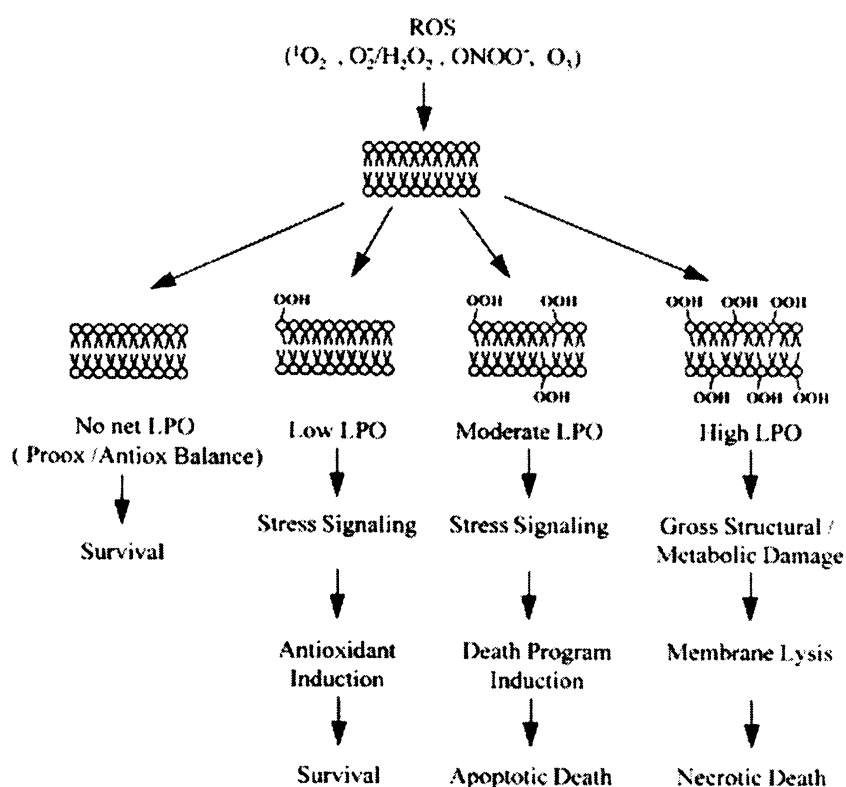 ROS
(¹O₂ , O₂⁻/H₂O₂ , ONOO⁻, O₃)
OOH
OOH OOH
OOH OOH OOH
OOH
OOH OOH OOH
No net LPO
( Proox /Antiox Balance)
Low LPO
Moderate LPO
High LPO
Survival
Stress Signaling
Stress Signaling
Gross Structural /
Metabolic Damage
Antioxidant
Induction
Death Program
Induction
Membrane Lysis
Survival
Apoptotic Death
Necrotic Death